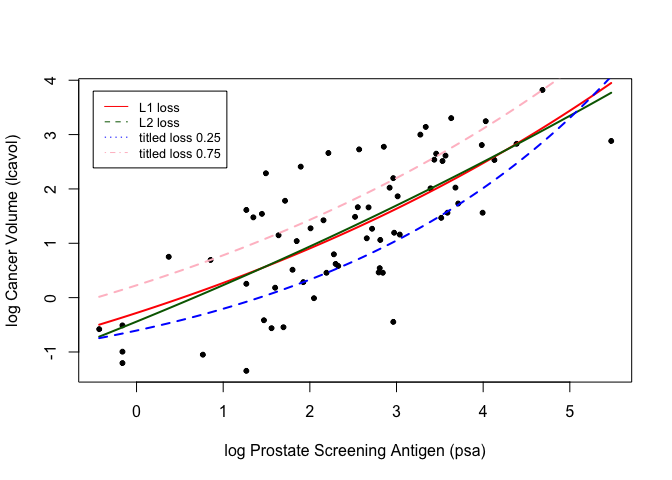 L1 loss
L2 loss
titled loss 0.25
titled loss 0.75
log Cancer Volume (lcavol)
4
3
2
1
0
-1
0 1 2 3 4 5
log Prostate Screening Antigen (psa)